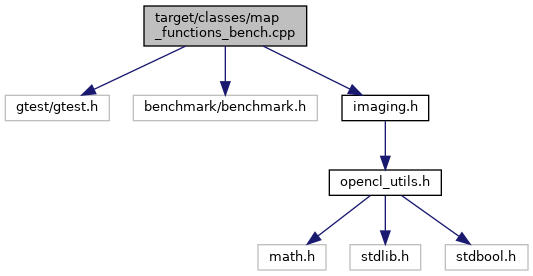 target/classes/map
_functions_bench.cpp
gtest/gtest.h
benchmark/benchmark.h
imaging.h
opencl_utils.h
math.h
stdlib.h
stdbool.h